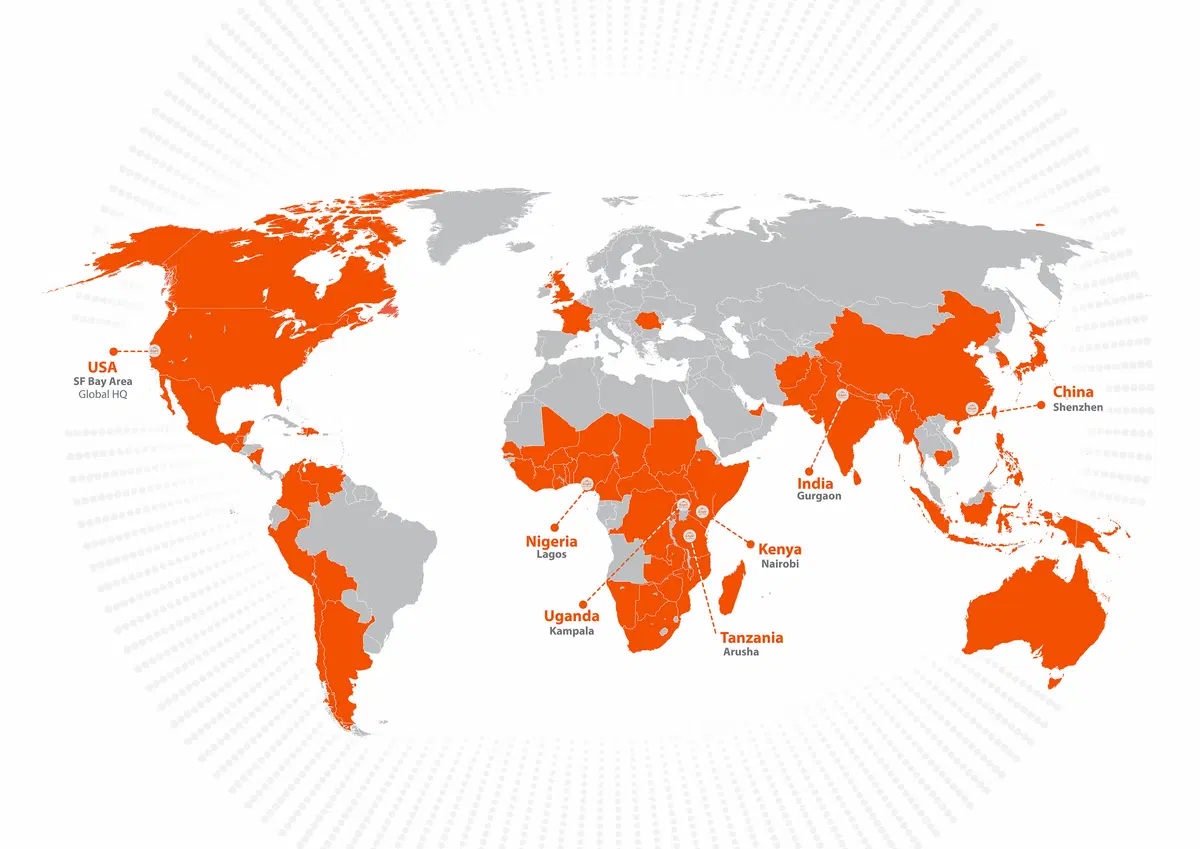 USA
SF Bay Area
Global HQ
China
Shenzhen
India
Gurgaon
Nigeria
Lagos
Kenya
Nairobi
Uganda
Kampala
Tanzania
Arusha